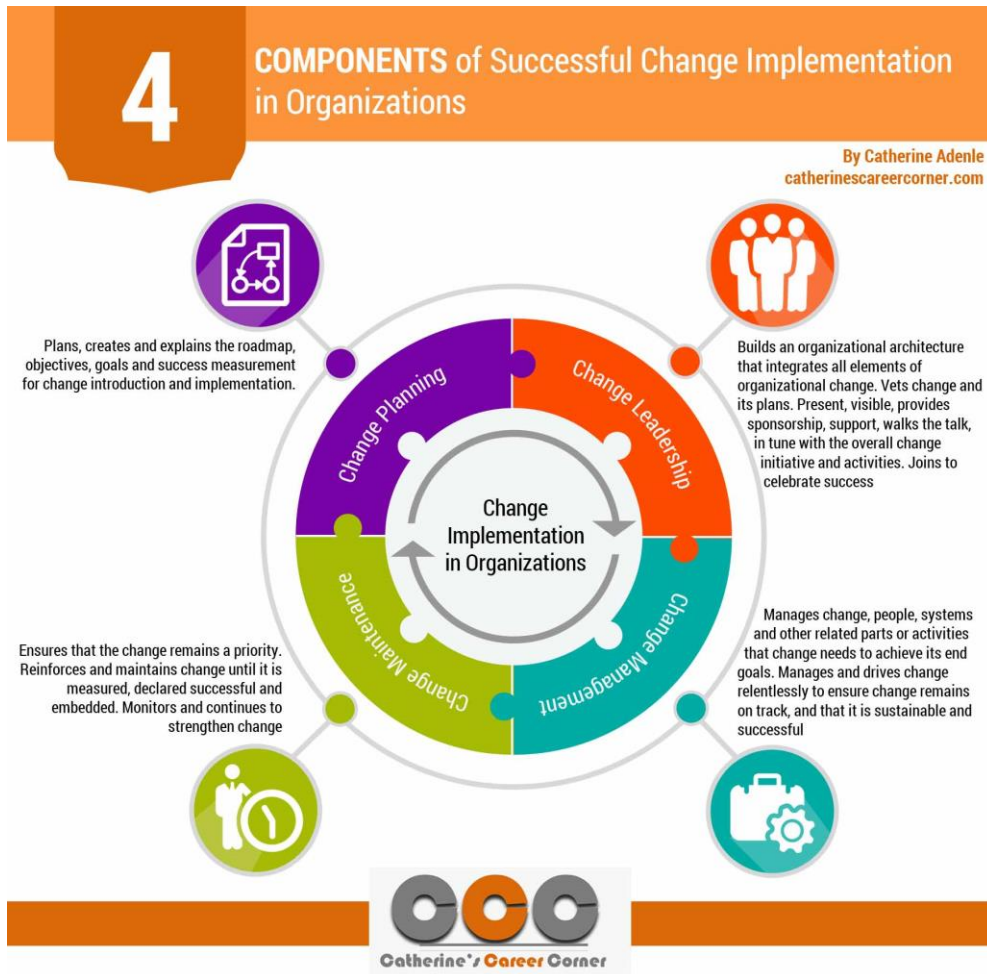 4
COMPONENTS of Successful Change Implementation
in Organizations
By Catherine Adenle
catherinescareercorner.com
Plans, creates and explains the roadmap,
objectives, goals and success measurement
for change introduction and implementation.
Builds an organizational architecture
that integrates all elements of
organizational change. Vets change and
its plans. Present, visible, provides
sponsorship, support, walks the talk,
in tune with the overall change
initiative and activities. Joins to
celebrate success
Change Planning
Change Leadership
Change
Implementation
in Organizations
Change Maintenance
Change Management
Ensures that the change remains a priority.
Reinforces and maintains change until it is
measured, declared successful and
embedded. Monitors and continues to
strengthen change
Manages change, people, systems
and other related parts or activities
that change needs to achieve its end
goals. Manages and drives change
relentlessly to ensure change remains
on track, and that it is sustainable and
successful
CCC
Catherine's Career Corner